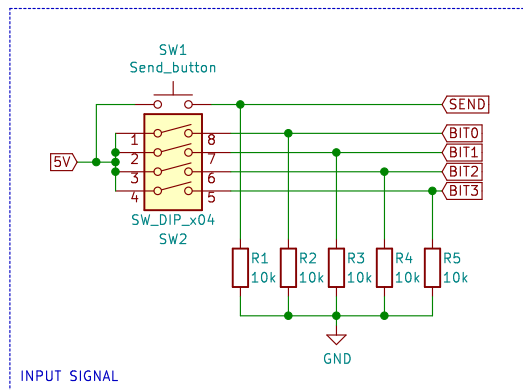 SW1
Send_button
SEND
1 8 BIT0
2 7 BIT1
5V
3 6 BIT2
4 5 BIT3
SW_DIP_x04
SW2
R1 R2 R3 R4 R5
10k 10k 10k 10k 10k
GND
INPUT SIGNAL